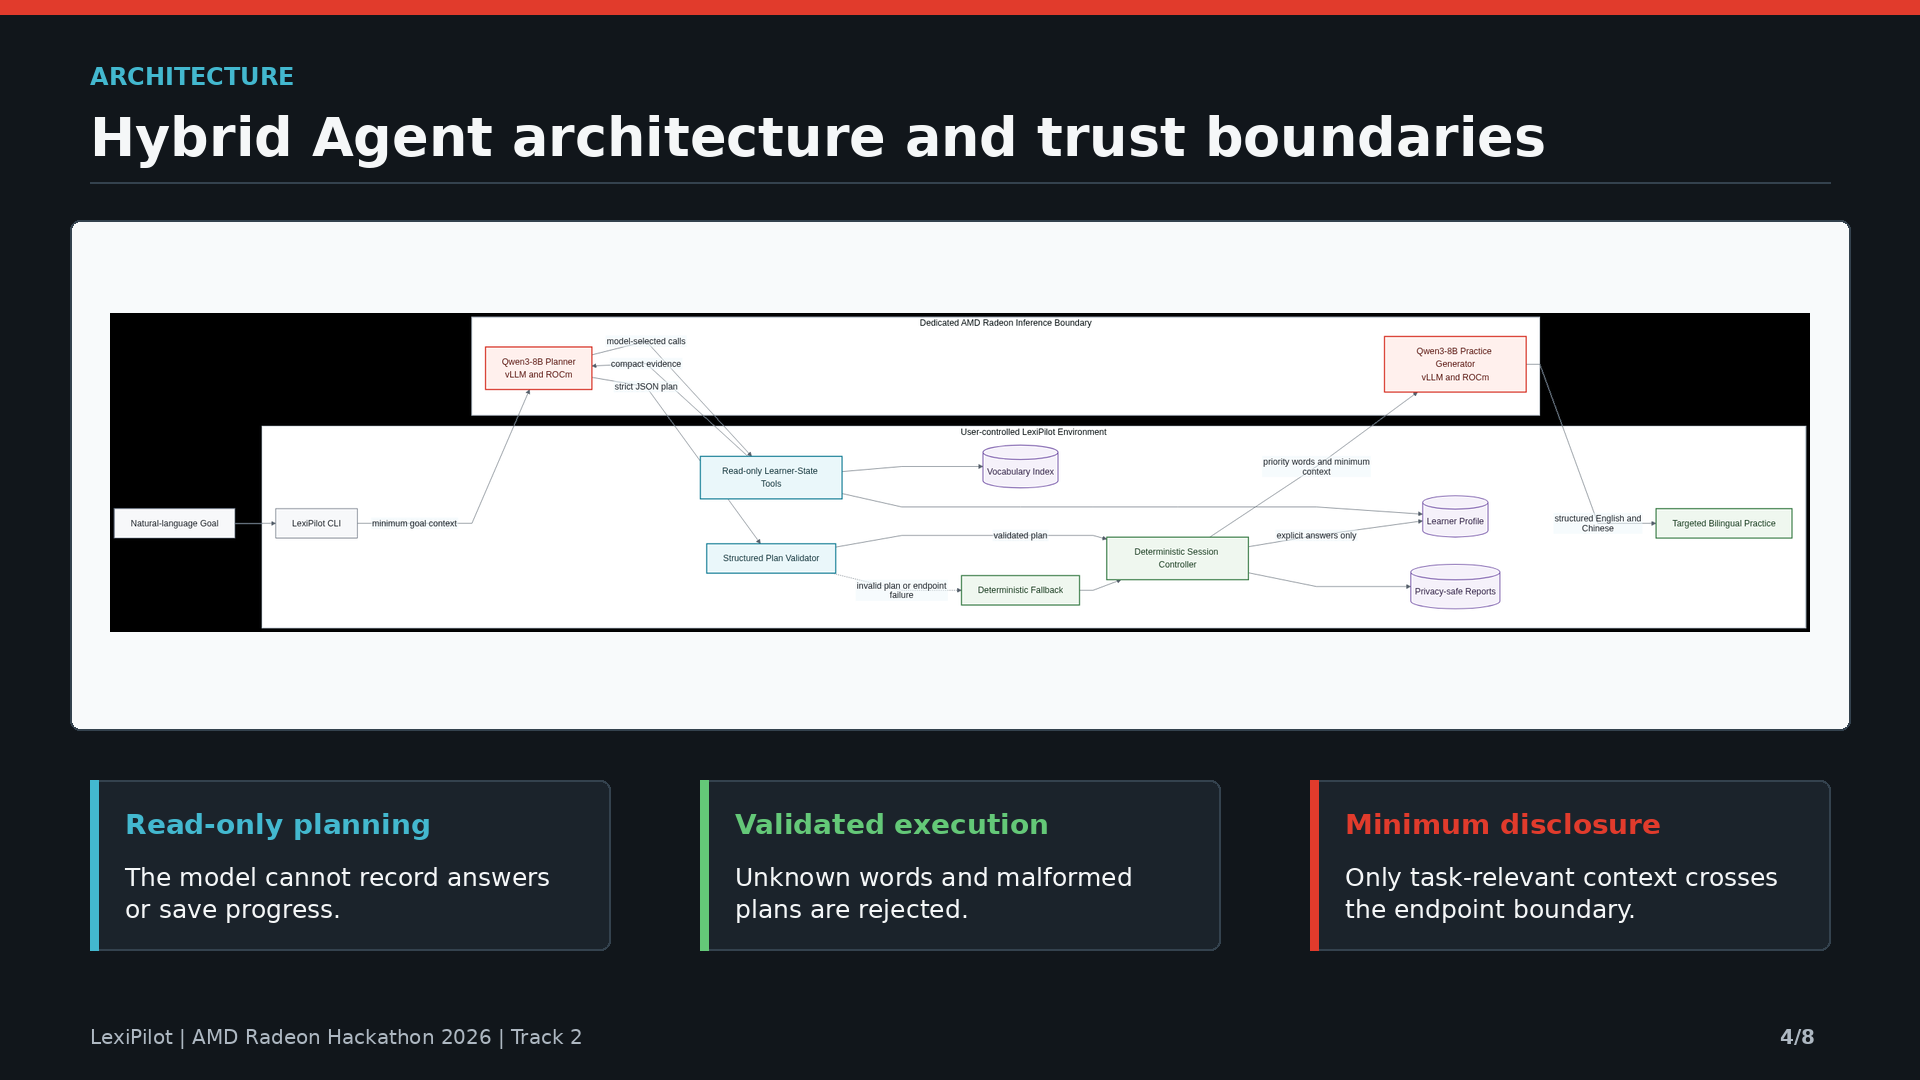 ARCHITECTURE
Hybrid Agent architecture and trust boundaries
Dedicated AMD Radeon Inference Boundary
Qwen3-8B Planner
vLLM and ROCm
model-selected calls
compact evidence
strict JSON plan
Qwen3-8B Practice
Generator
vLLM and ROCm
User-controlled LexiPilot Environment
Natural-language Goal
LexiPilot CLI
minimum goal context
Read-only Learner-State
Tools
Vocabulary Index
priority words and minimum
context
Learner Profile
structured English and
Chinese
Targeted Bilingual Practice
Structured Plan Validator
validated plan
Deterministic Session
Controller
explicit answers only
invalid plan or endpoint
failure
Deterministic Fallback
Privacy-safe Reports
Read-only planning
The model cannot record answers
or save progress.
Validated execution
Unknown words and malformed
plans are rejected.
Minimum disclosure
Only task-relevant context crosses
the endpoint boundary.
LexiPilot | AMD Radeon Hackathon 2026 | Track 2
4/8